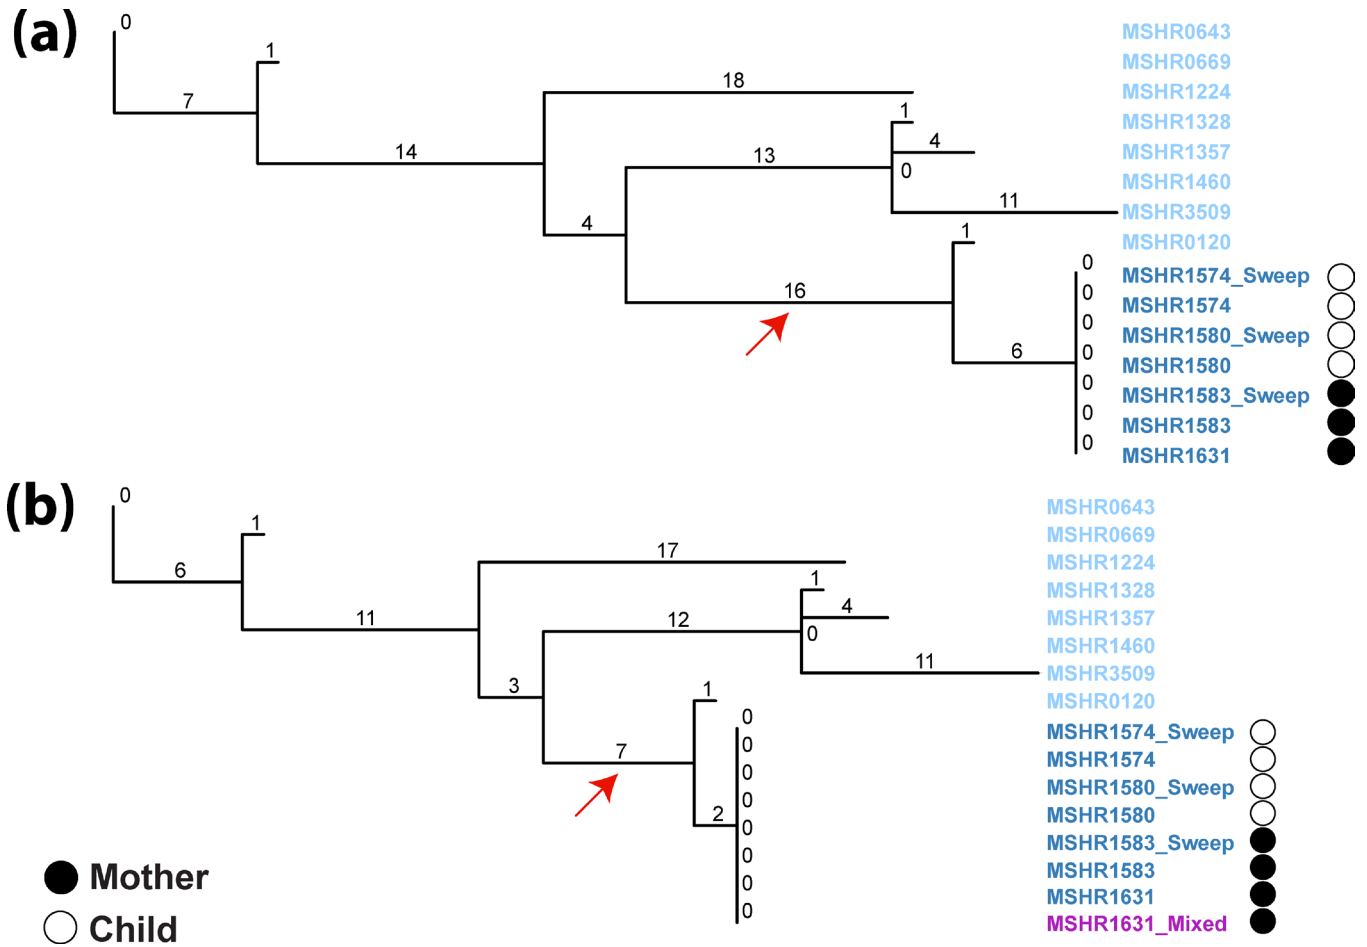 (a)
0
1
7
14
18
1
4
13
0
11
4
1
16
6
0
0
0
0
0
0
0
MSHR0643
MSHR0669
MSHR1224
MSHR1328
MSHR1357
MSHR1460
MSHR3509
MSHR0120
MSHR1574_Sweep
MSHR1574
MSHR1580_Sweep
MSHR1580
MSHR1583_Sweep
MSHR1583
MSHR1631
(b)
0
1
6
11
17
1
4
12
0
11
3
1
7
2
0
0
0
0
0
0
0
0
MSHR0643
MSHR0669
MSHR1224
MSHR1328
MSHR1357
MSHR1460
MSHR3509
MSHR0120
MSHR1574_Sweep
MSHR1574
MSHR1580_Sweep
MSHR1580
MSHR1583_Sweep
MSHR1583
MSHR1631
MSHR1631_Mixed
Mother
Child